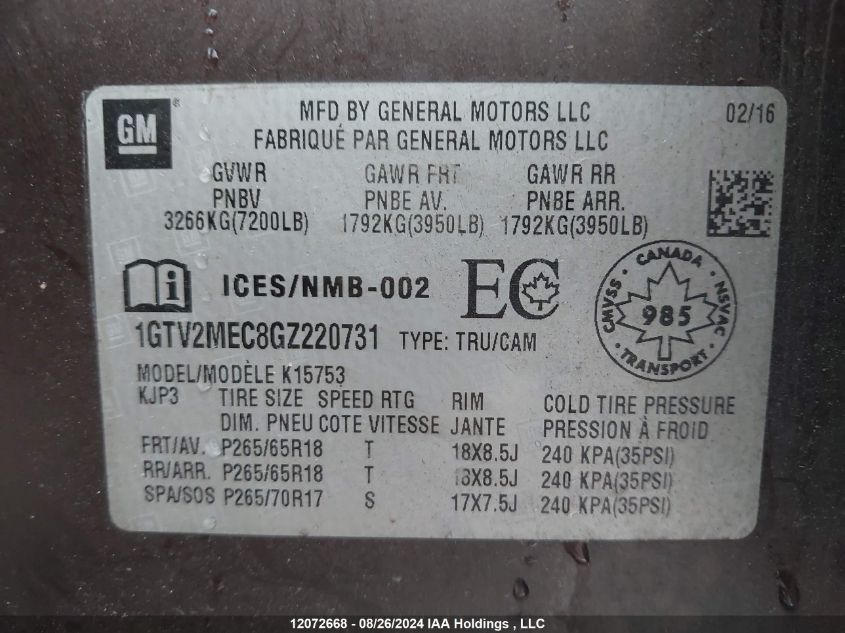 GM
®
MFD BY GENERAL MOTORS LLC
02/16
FABRIQUÉ PAR GENERAL MOTORS LLC
GVWR GAWR FRT GAWR RR
PNBV PNBE AV. PNBE ARR.
3266KG(7200LB) 1792KG(3950LB) 1792KG(3950LB)
i ICES/NMB-002 EC
CANADA
CMVSS 985 NSVAC
TRANSPORT
1GTV2MEC8GZ220731 TYPE: TRU/CAM
MODEL/MODÈLE K15753
KJP3 TIRE SIZE SPEED RTG RIM COLD TIRE PRESSURE
DIM. PNEU COTE VITESSE JANTE PRESSION À FROID
FRT/AV. P265/65R18 T 18X8.5J 240 KPA(35PSI)
RR/ARR. P265/65R18 T 18X8.5J 240 KPA(35PSI)
SPA/SOS P265/70R17 S 17X7.5J 240 KPA(35PSI)
12072668 - 08/26/2024 IAA Holdings , LLC